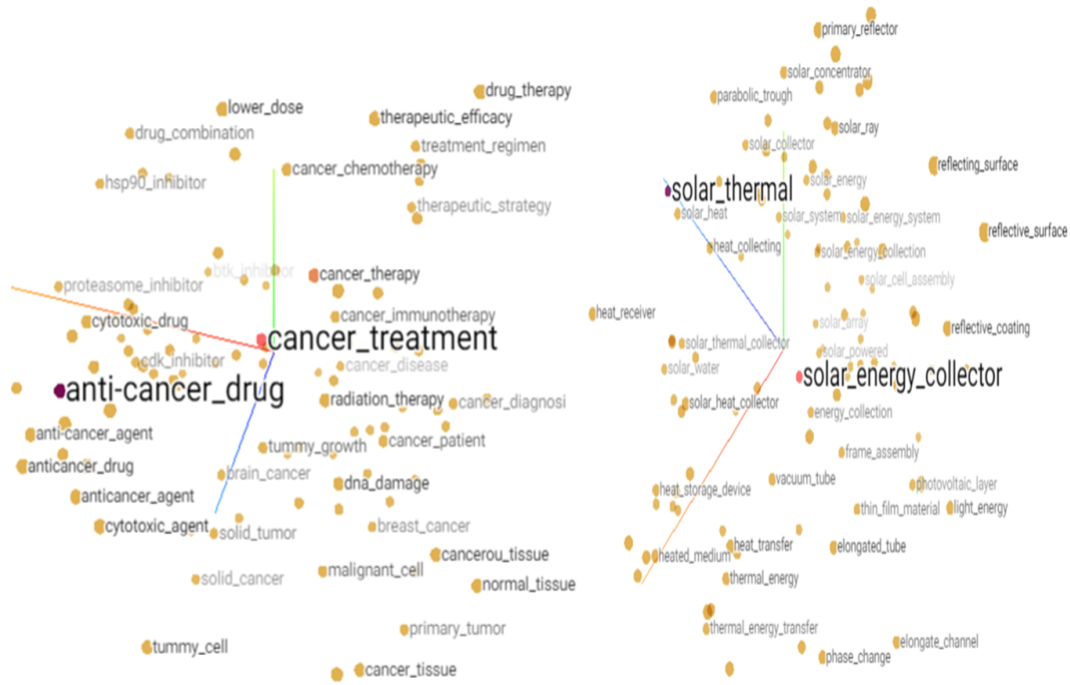 lower_dose
drug_therapy
drug_combination
therapeutic_efficacy
treatment_regimen
hsp90_inhibitor
cancer_chemotherapy
therapeutic_strategy
btk_inhibitor
cancer_therapy
proteasome_inhibitor
cytotoxic_drug
cancer_immunotherapy
cancer_treatment
cdk_inhibitor
cancer_disease
anti-cancer_drug
radiation_therapy
cancer_diagnosi
anti-cancer_agent
tummy_growth
cancer_patient
anticancer_drug
brain_cancer
dna_damage
anticancer_agent
cytotoxic_agent
solid_tumor
breast_cancer
cancerou_tissue
solid_cancer
malignant_cell
normal_tissue
primary_tumor
tummy_cell
cancer_tissue
primary_reflector
solar_concentrator
parabolic_trough
solar_ray
solar_collector
reflecting_surface
solar_energy
solar_thermal
solar_heat
solar_system
solar_energy_system
reflective_surface
heat_collecting
solar_energy_collection
solar_cell_assembly
heat_receiver
solar_array
reflective_coating
solar_thermal_collector
solar_powered
solar_water
solar_energy_collector
solar_heat_collector
energy_collection
frame_assembly
vacuum_tube
photovoltaic_layer
heat_storage_device
thin_film_material
light_energy
heat_transfer
elongated_tube
heated_medium
thermal_energy
thermal_energy_transfer
elongate_channel
phase_change